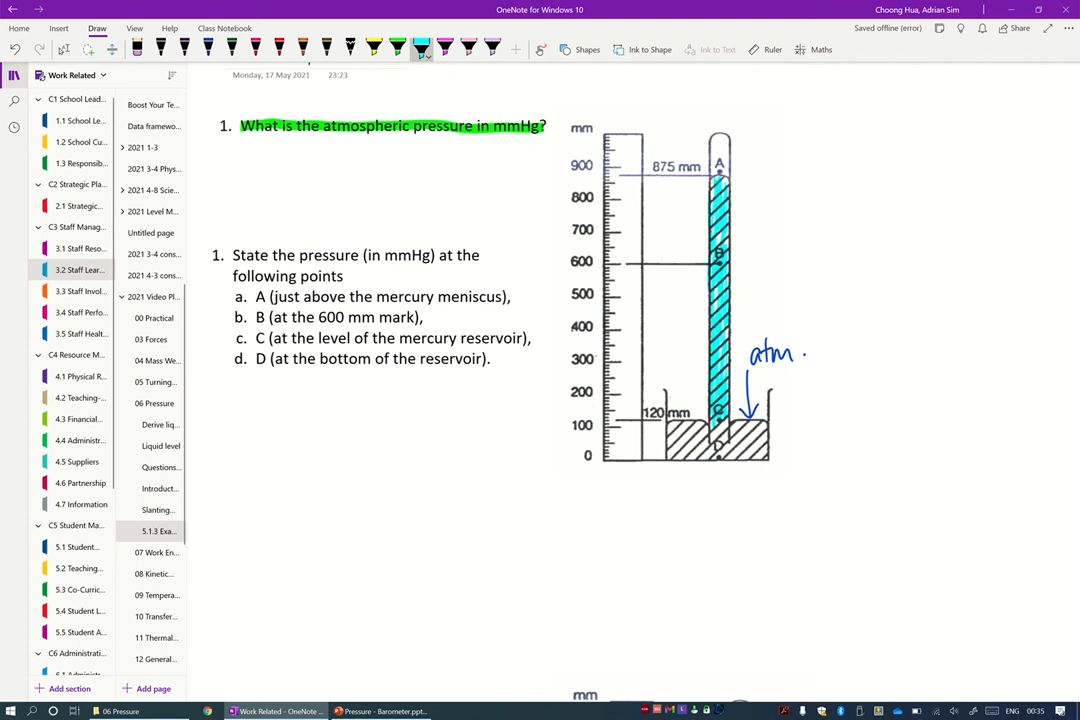 OneNote for Windows 10
Choong Hua, Adrian Sim
Home
Insert
Draw
View
Help
Class Notebook
Saved offline (error)
Share
Shapes
Ink to Shape
Ink to Text
Ruler
Maths
Work Related
C1 School Lead...
1.1 School Le...
1.2 School Cu...
1.3 Responsib...
C2 Strategic Pla...
2.1 Strategic...
C3 Staff Manag...
3.1 Staff Reso...
3.2 Staff Lear...
3.3 Staff Invol...
3.4 Staff Perfo...
3.5 Staff Healt...
C4 Resource M...
4.1 Physical R...
4.2 Teaching-...
4.3 Financial...
4.4 Administr...
4.5 Suppliers
4.6 Partnership
4.7 Information
C5 Student Ma...
5.1 Student...
5.2 Teaching...
5.3 Co-Curric...
5.4 Student L...
5.5 Student A...
C6 Administrati...
Add section
Boost Your Te...
Data framewo...
2021 1-3
2021 3-4 Phys...
2021 4-8 Scie...
2021 Level M...
Untitled page
2021 3-4 cons...
2021 4-3 cons...
2021 Video Pl...
00 Practical
03 Forces
04 Mass We...
05 Turning...
06 Pressure
Derive liq...
Liquid level
Questions...
Introduct...
Slanting...
5.1.3 Exa...
07 Work En...
08 Kinetic...
09 Tempera...
10 Transfer...
11 Thermal...
12 General...
Add page
Monday, 17 May 2021 23:23
1. What is the atmospheric pressure in mmHg?
1. State the pressure (in mmHg) at the
following points
a. A (just above the mercury meniscus),
b. B (at the 600 mm mark),
c. C (at the level of the mercury reservoir),
d. D (at the bottom of the reservoir).
mm
900
800
700
600
500
400
300
200
100
0
875 mm
A
B
C
D
120 mm
atm.
mm
06 Pressure
Work Related - OneNote ...
Pressure - Barometer.ppt...
ENG
00:35